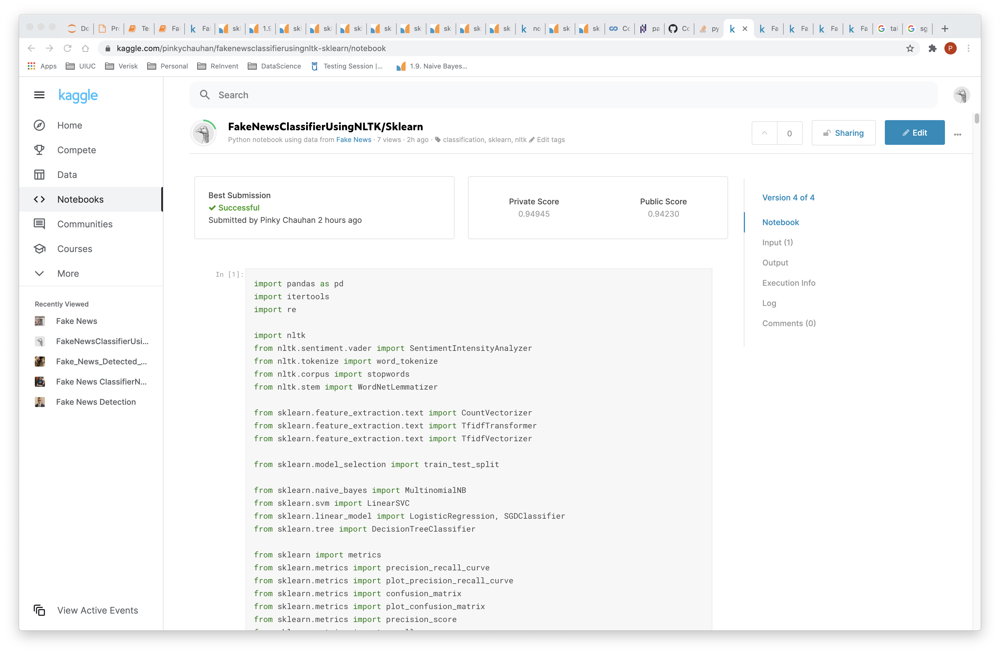 Do
Pr
Te
Fa
Fa
sk
1.9
sk
sk
sk
sk
sk
sk
sk
sk
no
sk
sk
Co
pa
Co
py
Fa
Fa
Fa
Fa
tal
sg
kaggle.com/pinkychauhan/fakenewsclassifierusingnltk-sklearn/notebook
P
Apps UIUC Verisk Personal ReInvent DataScience Testing Session |... 1.9. Naive Bayes...
kaggle
Search
Home
Compete
Data
Notebooks
Communities
Courses
More
Recently Viewed
Fake News
FakeNewsClassifierUsi...
Fake_News_Detected_...
Fake News ClassifierN...
Fake News Detection
View Active Events
FakeNewsClassifierUsingNLTK/Sklearn
Python notebook using data from Fake News · 7 views · 2h ago · classification, sklearn, nltk Edit tags
0
Sharing
Edit
Best Submission
Successful
Submitted by Pinky Chauhan 2 hours ago
Private Score
0.94945
Public Score
0.94230
Version 4 of 4
Notebook
Input (1)
Output
Execution Info
Log
Comments (0)
In [1]:
import pandas as pd
import itertools
import re
import nltk
from nltk.sentiment.vader import SentimentIntensityAnalyzer
from nltk.tokenize import word_tokenize
from nltk.corpus import stopwords
from nltk.stem import WordNetLemmatizer
from sklearn.feature_extraction.text import CountVectorizer
from sklearn.feature_extraction.text import TfidfTransformer
from sklearn.feature_extraction.text import TfidfVectorizer
from sklearn.model_selection import train_test_split
from sklearn.naive_bayes import MultinomialNB
from sklearn.svm import LinearSVC
from sklearn.linear_model import LogisticRegression, SGDClassifier
from sklearn.tree import DecisionTreeClassifier
from sklearn import metrics
from sklearn.metrics import precision_recall_curve
from sklearn.metrics import plot_precision_recall_curve
from sklearn.metrics import confusion_matrix
from sklearn.metrics import plot_confusion_matrix
from sklearn.metrics import precision_score